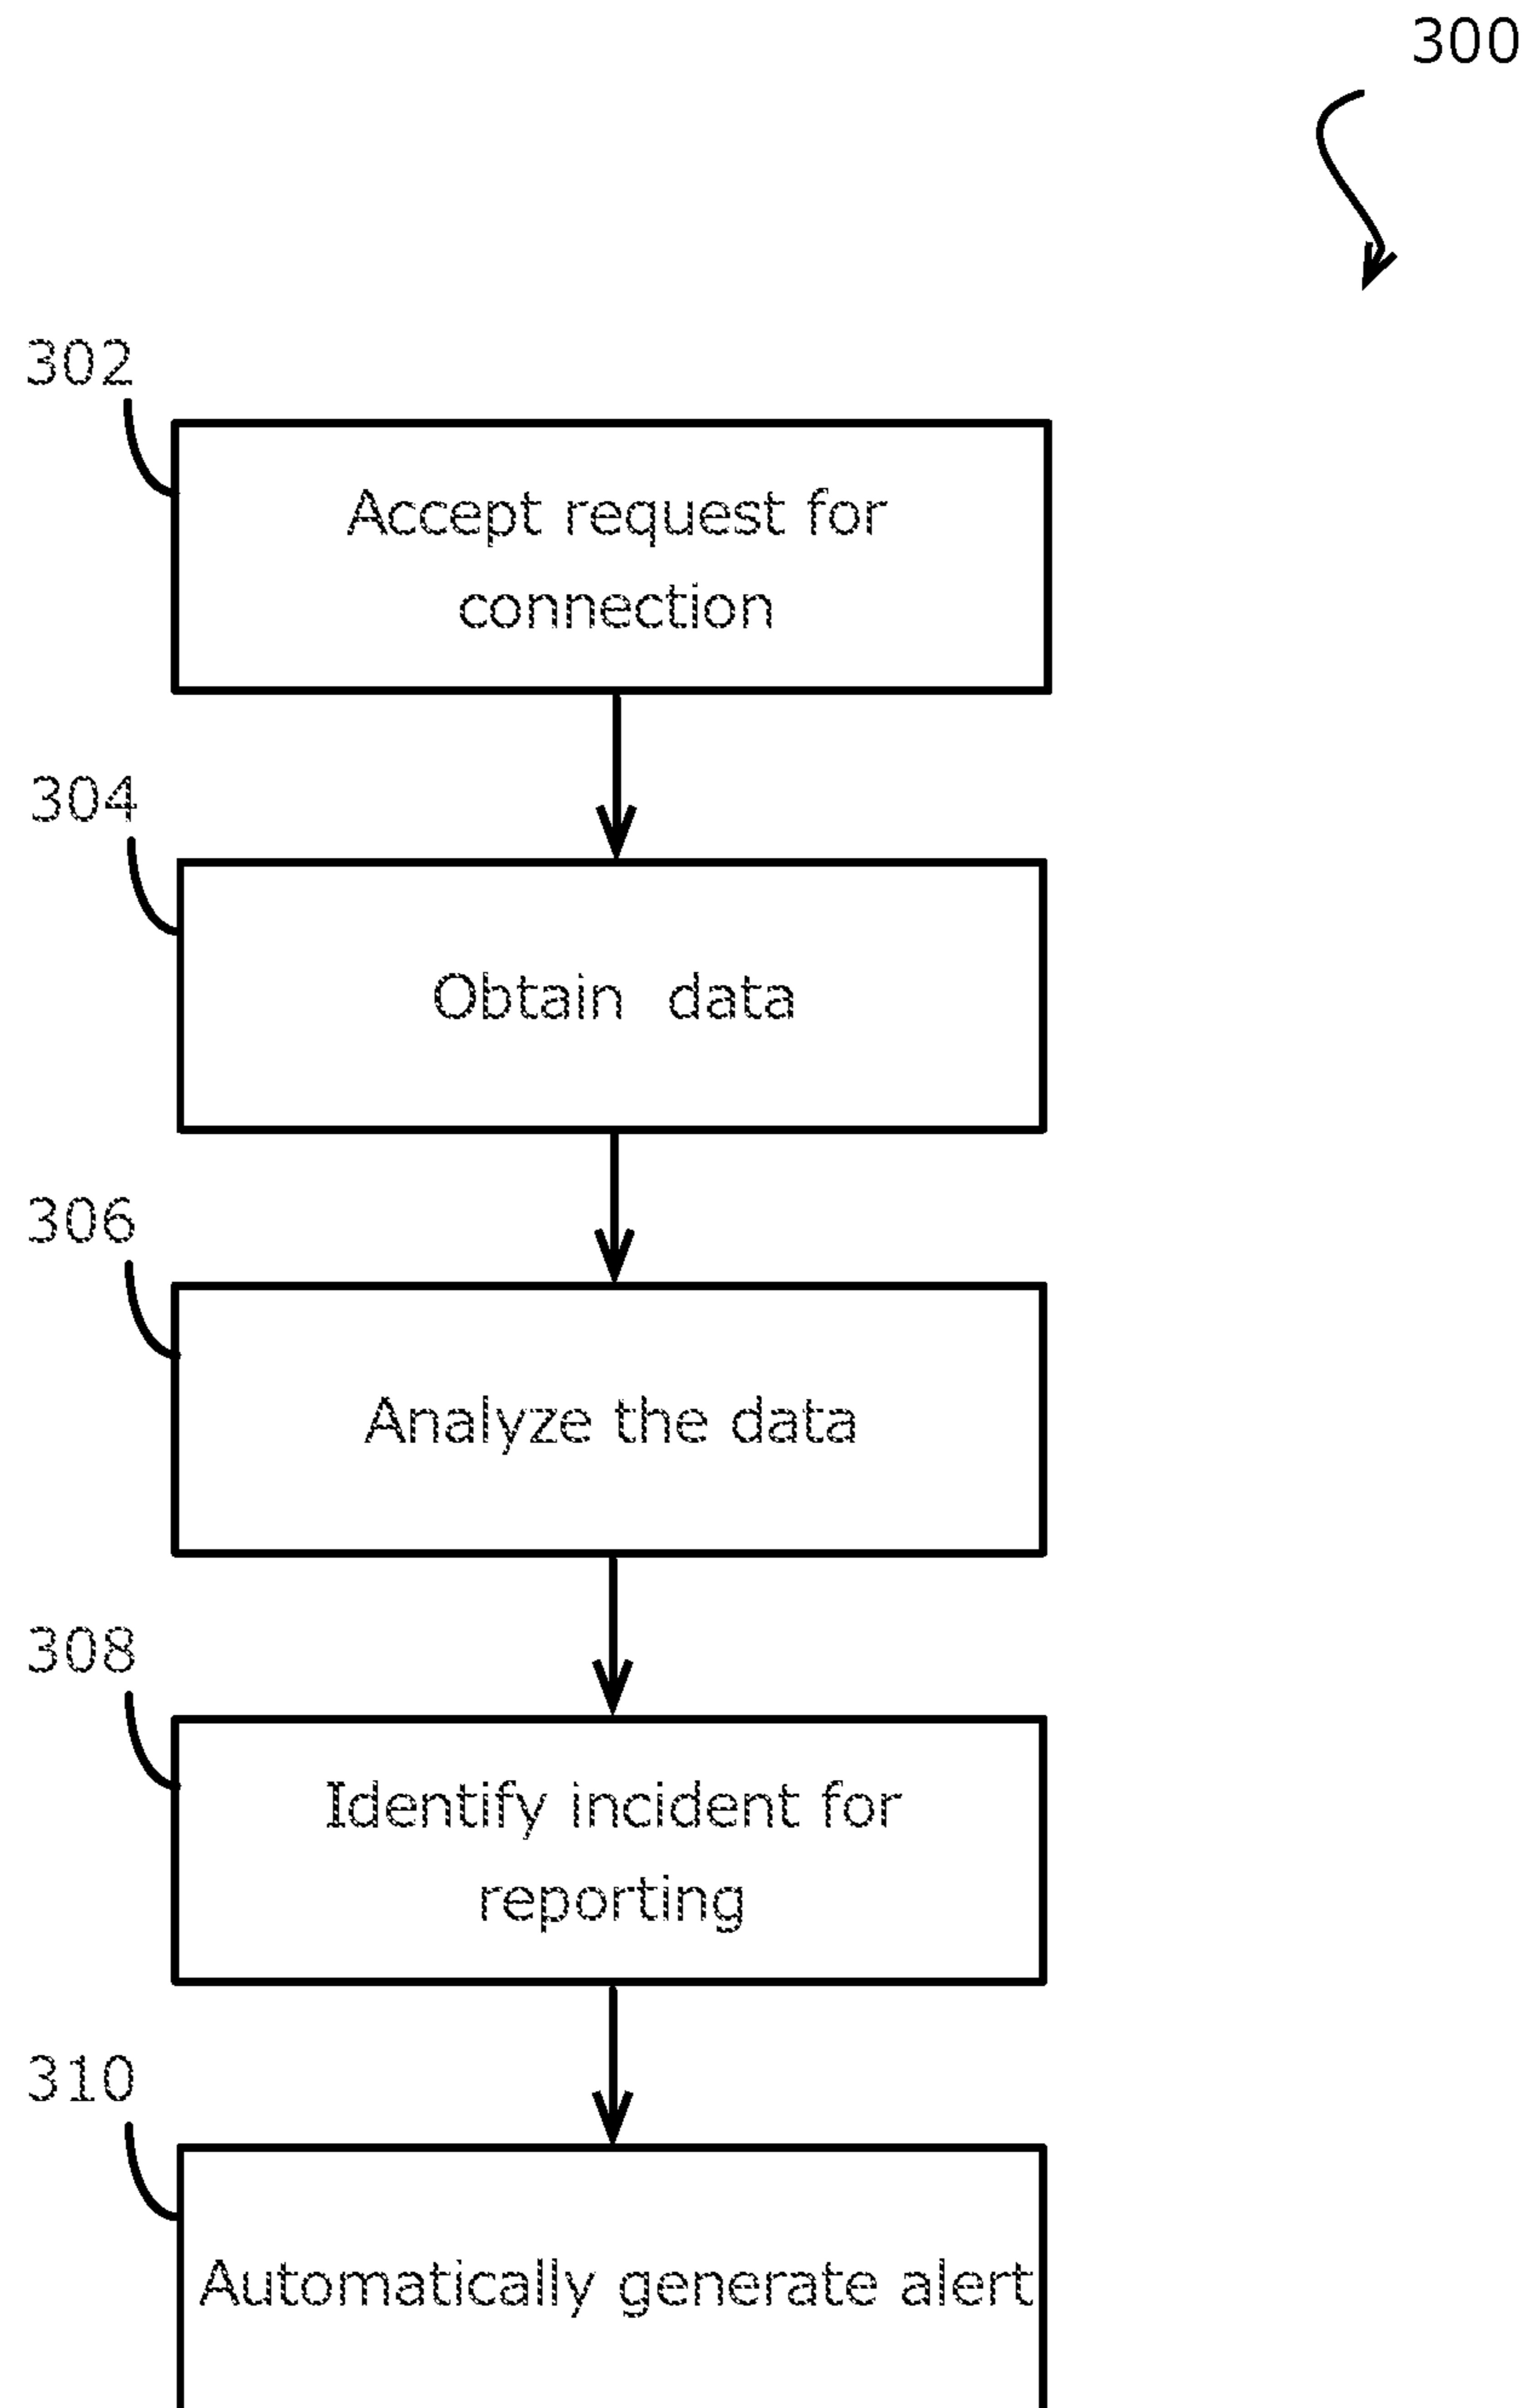 300
302
Accept request for
connection
304
Obtain data
306
Analyze the data
308
Identify incident for
reporting
310
Automatically generate alert